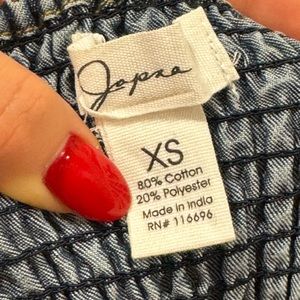 Japna
XS
80% Cotton
20% Polyester
Made in India
RN# 116696